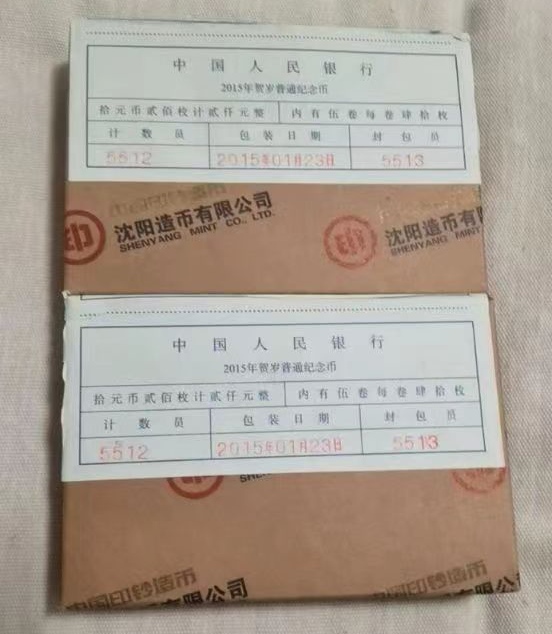 中国人民银行
2015年贺岁普通纪念币
拾元币贰佰枚计贰仟元整 内有伍卷每卷肆拾枚
计数员 包装日期 封包员
5512 2015年01月23日 5513
沈阳造币有限公司
SHENYANG MINT CO., LTD.
印
中国人民银行
2015年贺岁普通纪念币
拾元币贰佰枚计贰仟元整 内有伍卷每卷肆拾枚
计数员 包装日期 封包员
5512 2015年01月23日 5513
SHE
中国印钞造币
有限公司